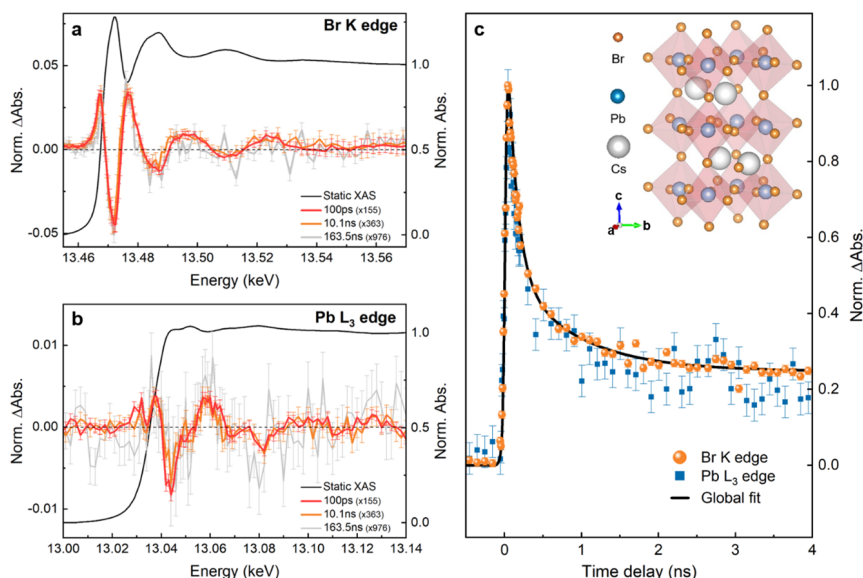 a
Br K edge
Norm. ΔAbs.
0.05
0.00
-0.05
1.0
0.5
0.0
Norm. Abs.
Static XAS
100ps (x155)
10.1ns (x363)
163.5ns (x976)
13.46 13.48 13.50 13.52 13.54 13.56
Energy (keV)
b
Pb L₃ edge
Norm. ΔAbs.
0.01
0.00
-0.01
1.0
0.5
0.0
Norm. Abs.
Static XAS
100ps (x155)
10.1ns (x363)
163.5ns (x976)
13.00 13.02 13.04 13.06 13.08 13.10 13.12 13.14
Energy (keV)
c
Br
Pb
Cs
c
a
b
1.0
0.8
0.6
0.4
0.2
0.0
Norm. ΔAbs.
Br K edge
Pb L₃ edge
Global fit
0 1 2 3 4
Time delay (ns)